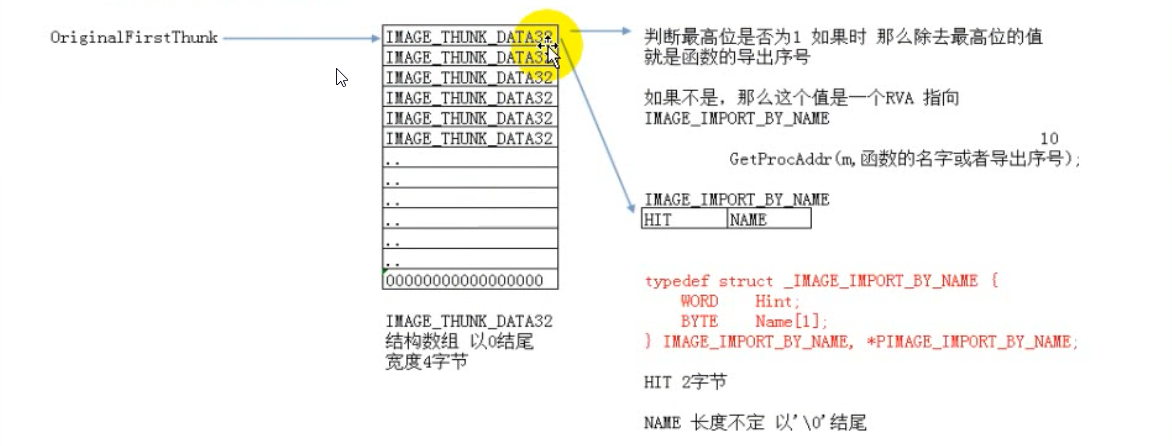 OriginalFirstThunk
IMAGE_THUNK_DATA32
IMAGE_THUNK_DATA32
IMAGE_THUNK_DATA32
IMAGE_THUNK_DATA32
IMAGE_THUNK_DATA32
IMAGE_THUNK_DATA32
..
..
..
..
..
..
00000000000000000
IMAGE_THUNK_DATA32
结构数组 以0结尾
宽度4字节
判断最高位是否为1 如果时 那么除去最高位的值
就是函数的导出序号
如果不是，那么这个值是一个RVA 指向
IMAGE_IMPORT_BY_NAME
10
GetProcAddr(m,函数的名字或者导出序号);
IMAGE_IMPORT_BY_NAME
HIT NAME
typedef struct _IMAGE_IMPORT_BY_NAME {
WORD Hint;
BYTE Name[1];
} IMAGE_IMPORT_BY_NAME, *PIMAGE_IMPORT_BY_NAME;
HIT 2字节
NAME 长度不定 以'\0'结尾